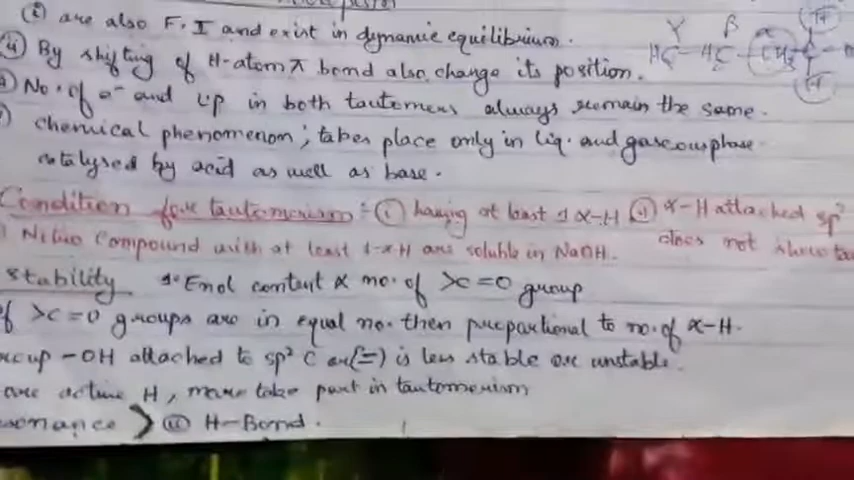 (i) are also F.I and exist in dynamic equilibrium.
(ii) By shifting of H-atom π bond also change its position.
No. of e⁻ and l.p in both tautomers always remain the same.
chemical phenomenon; takes place only in liq. and gaseous phase
catalysed by acid as well as base.
Condition for tautomerism :- (i) having at least 1 α-H (ii) α-H attached sp²
does not show
Nitro Compound with at least 1-α-H are soluble in NaOH.
stability 1. Enol content ∝ no. of >C=O group
>C=O groups are in equal no. then proportional to no. of α-H.
-OH attached to sp² C or (=) is less stable or unstable.
active H, more take part in tautomerism
> (ii) H-Bond.
γ β α